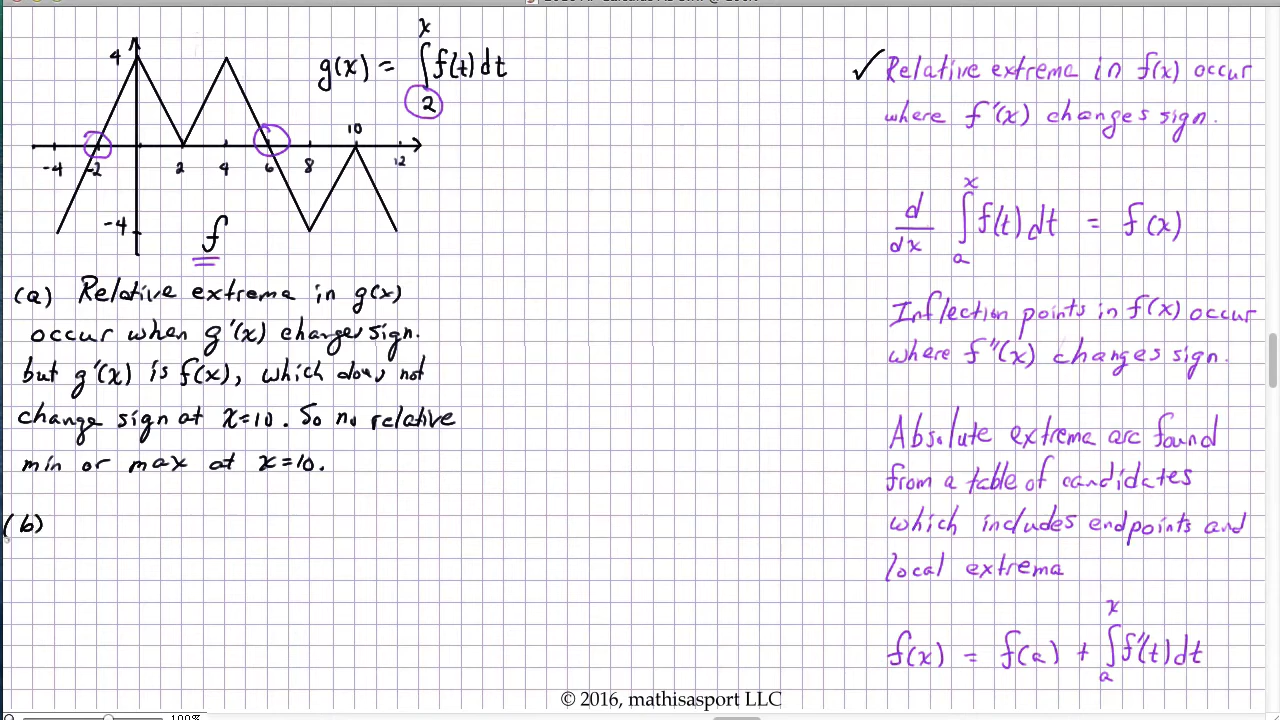 4
g(x) = ∫₂ˣ f(t) dt
10
-4 -2 2 4 6 8 12
-4
f
(a) Relative extrema in g(x)
occur when g'(x) changes sign.
but g'(x) is f(x), which does not
change sign at x=10. So no relative
min or max at x=10.
(b)
✓ Relative extrema in f(x) occur
where f'(x) changes sign.
d/dx ∫ₐˣ f(t) dt = f(x)
Inflection points in f(x) occur
where f"(x) changes sign.
Absolute extrema are found
from a table of candidates
which includes endpoints and
local extrema
f(x) = f(a) + ∫ₐˣ f'(t) dt
© 2016, mathisasport LLC